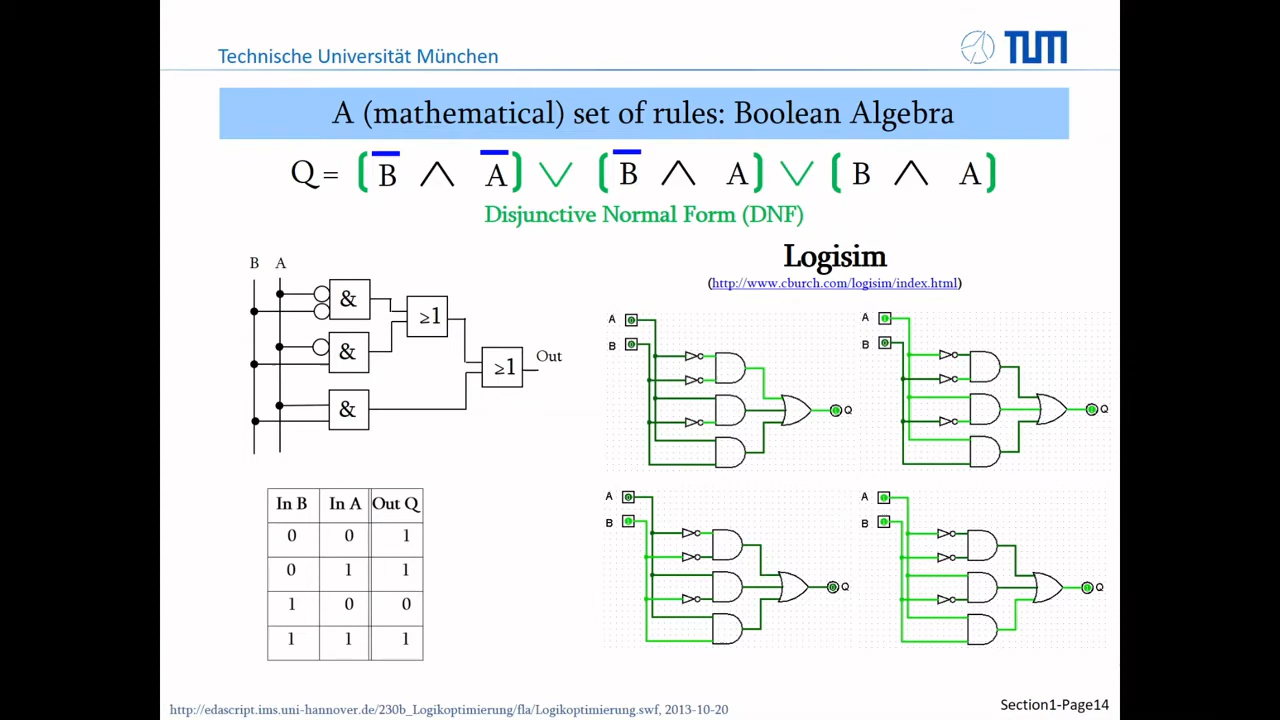 Technische Universität München
TUM
A (mathematical) set of rules: Boolean Algebra
Q = (B̅ ∧ A̅) ∨ (B̅ ∧ A) ∨ (B ∧ A)
Disjunctive Normal Form (DNF)
Logisim
(http://www.cburch.com/logisim/index.html)
B A
&
≥1
&
≥1
Out
&
A
B
Q
A
B
Q
A
B
Q
A
B
Q
In B In A Out Q
0 0 1
0 1 1
1 0 0
1 1 1
http://edascript.ims.uni-hannover.de/230b_Logikoptimierung/fla/Logikoptimierung.swf, 2013-10-20
Section1-Page14